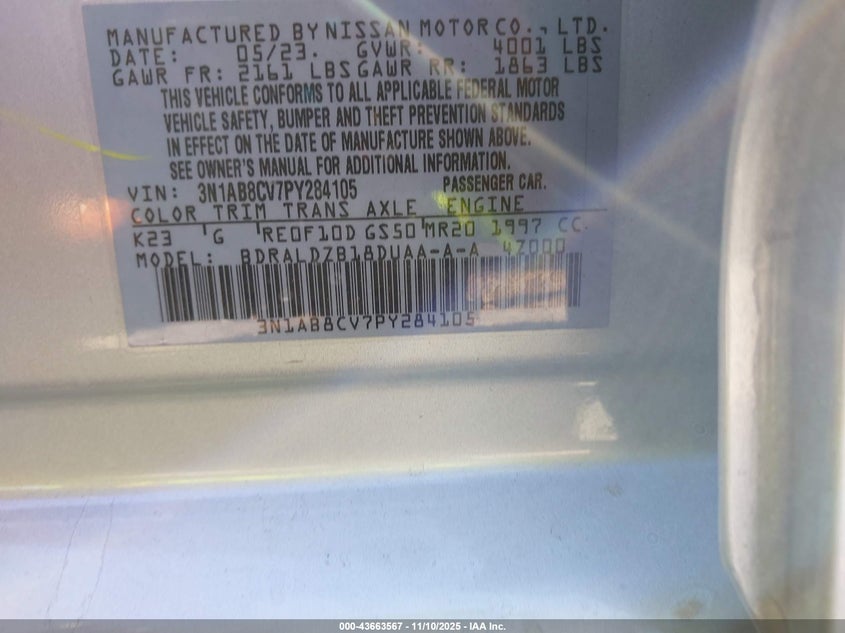 MANUFACTURED BY NISSAN MOTOR CO., LTD.
DATE: 05/23. GVWR: 4001 LBS
GAWR FR: 2161 LBS GAWR RR: 1863 LBS
THIS VEHICLE CONFORMS TO ALL APPLICABLE FEDERAL MOTOR
VEHICLE SAFETY, BUMPER AND THEFT PREVENTION STANDARDS
IN EFFECT ON THE DATE OF MANUFACTURE SHOWN ABOVE.
SEE OWNER'S MANUAL FOR ADDITIONAL INFORMATION.
VIN: 3N1AB8CV7PY284105 PASSENGER CAR.
COLOR TRIM TRANS AXLE ENGINE
K23 G RE0F10D GS50 MR20 1997 CC
MODEL: BDRALDZB18DUAA-A-A 4Z000
3N1AB8CV7PY284105
000-43663567 - 11/10/2025 - IAA Inc.